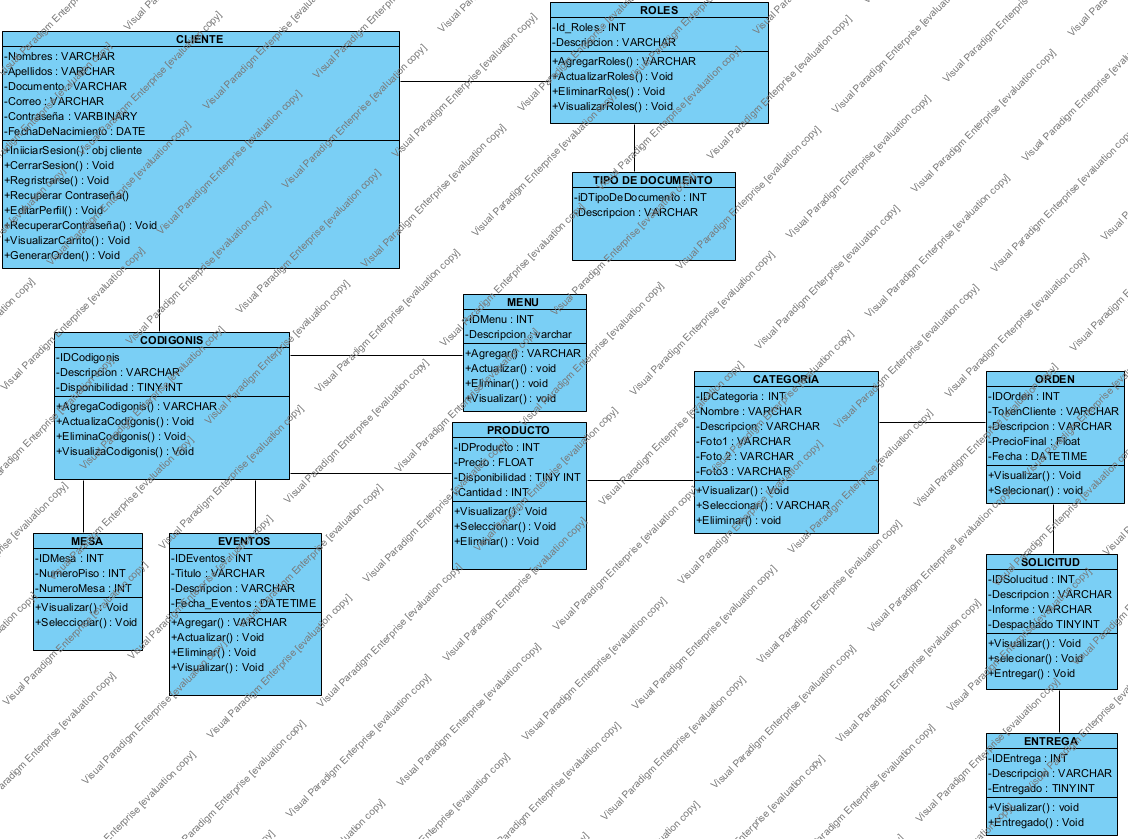 CLIENTE
-Nombres : VARCHAR
-Apellidos : VARCHAR
-Documento : VARCHAR
-Correo : VARCHAR
-Contraseña : VARBINARY
-FechaDeNacimiento : DATE
+IniciarSesion() : obj cliente
+CerrarSesion() : Void
+Regristrarse() : Void
+Recuperar Contraseña()
+EditarPerfil() : Void
+RecuperarContraseña() : Void
+VisualizarCarrito() : Void
+GenerarOrden() : Void
ROLES
-Id_Roles : INT
-Descripcion : VARCHAR
+AgregarRoles() : VARCHAR
+ActualizarRoles() : Void
+EliminarRoles() : Void
+VisualizarRoles() : Void
TIPO DE DOCUMENTO
-iDTipoDeDocumento : INT
-Descripcion : VARCHAR
CODIGONIS
-IDCodigonis
-Descripcion : VARCHAR
-Disponibilidad : TINY INT
+AgregaCodigonis() : VARCHAR
+ActualizaCodigonis() : Void
+EliminaCodigonis() : Void
+VisualizaCodigonis() : Void
MENU
-IDMenu : INT
-Descripcion : varchar
+Agregar() : VARCHAR
+Actualizar() : void
+Eliminar() : void
+Visualizar() : void
PRODUCTO
-IDProducto : INT
-Precio : FLOAT
-Disponibilidad : TINY INT
-Cantidad : INT
+Visualizar() : Void
+Seleccionar() : Void
+Eliminar() : Void
CATEGORIA
-IDCategoria : INT
-Nombre : VARCHAR
-Descripcion : VARCHAR
-Foto1 : VARCHAR
-Foto 2 : VARCHAR
-Foto3 : VARCHAR
+Visualizar() : Void
+Seleccionar() : VARCHAR
+Eliiminar() : void
ORDEN
-IDOrden : INT
-TokenCliente : VARCHAR
-Descripcion : VARCHAR
-PrecioFinal : Float
-Fecha : DATETIME
+Visualizar() : Void
+Selecionar() : void
MESA
-IDMesa : INT
-NumeroPiso : INT
-NumeroMesa : INT
+Visualizar() : Void
+Seleccionar() : Void
EVENTOS
-IDEventos : INT
-Titulo : VARCHAR
-Descripcion : VARCHAR
-Fecha_Eventos : DATETIME
+Agregar() : VARCHAR
+Actualizar() : Void
+Eliminar() : Void
+Visualizar() : Void
SOLICITUD
-IDSolucitud : INT
-Descripcion : VARCHAR
-Informe : VARCHAR
-Despachado TINYINT
+Visualizar() : Void
+selecionar() : Void
+Entregar() : Void
ENTREGA
-IDEntrega : INT
-Descripcion : VARCHAR
-Entregado : TINYINT
+Visualizar() : void
+Entregado() : Void
Visual Paradigm Enterprise [evaluation copy]